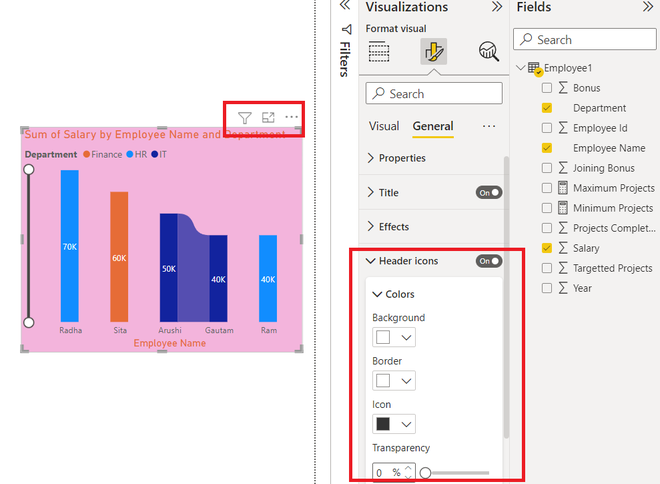 Sum of Salary by Employee Name and Department
Department Finance HR IT
70K
60K
50K
40K
40K
Radha Sita Arushi Gautam Ram
Employee Name
Filters
Visualizations
Format visual
Search
Visual General
Properties
Title On
Effects
Header icons On
Colors
Background
Border
Icon
Transparency
0 %
Fields
Search
Employee1
Bonus
Department
Employee Id
Employee Name
Joining Bonus
Maximum Projects
Minimum Projects
Projects Complet...
Salary
Targetted Projects
Year